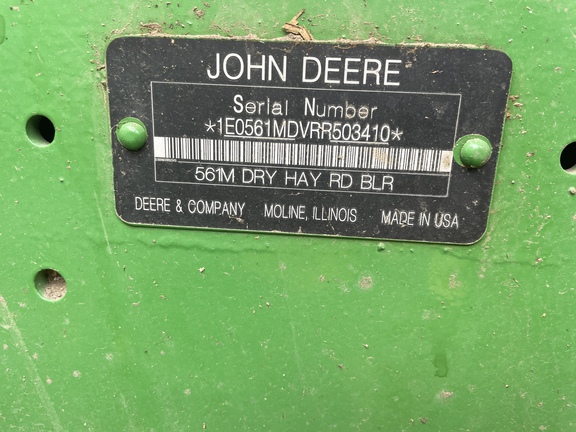 JOHN DEERE
Serial Number
*1E0561MDVRR503410*
561M DRY HAY RD BLR
DEERE & COMPANY MOLINE, ILLINOIS MADE IN USA